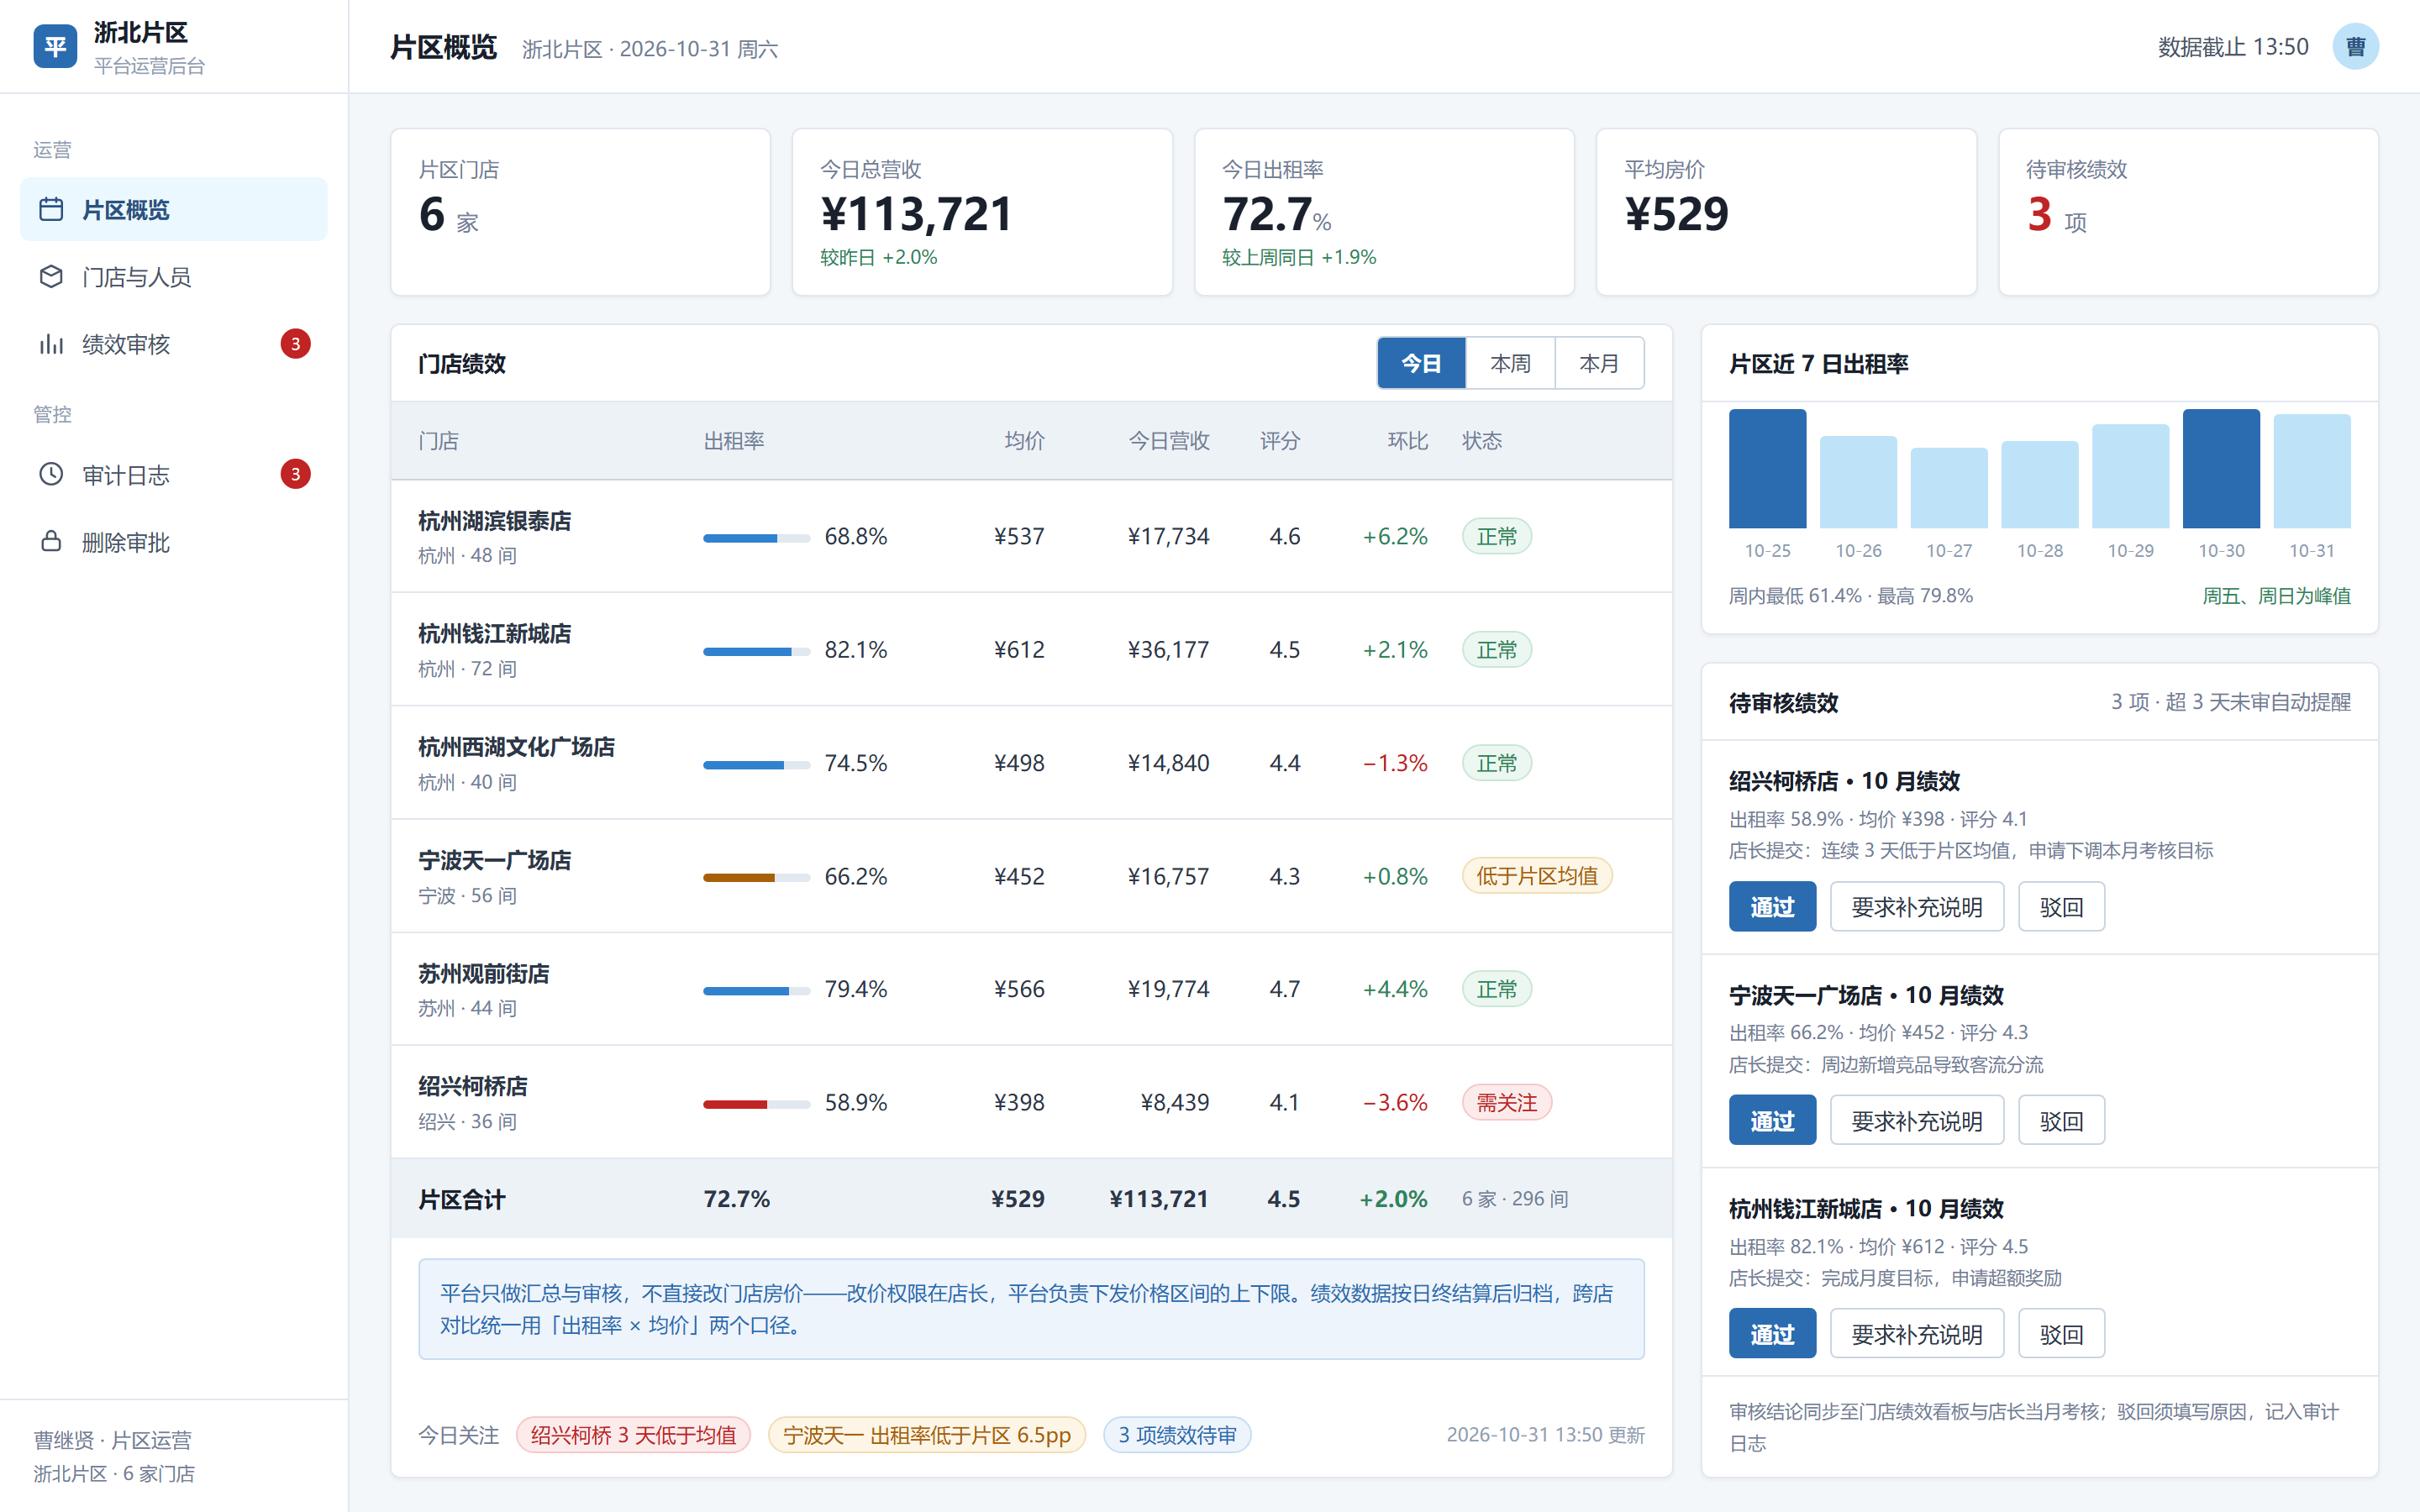 平
浙北片区
平台运营后台
运营
片区概览
门店与人员
绩效审核 3
管控
审计日志 3
删除审批
曹继贤 · 片区运营
浙北片区 · 6 家门店
片区概览 浙北片区 · 2026-10-31 周六
数据截止 13:50 曹
片区门店
6 家
今日总营收
¥113,721
较昨日 +2.0%
今日出租率
72.7%
较上周同日 +1.9%
平均房价
¥529
待审核绩效
3 项
门店绩效 今日 本周 本月
门店 出租率 均价 今日营收 评分 环比 状态
杭州湖滨银泰店
杭州 · 48 间
68.8% ¥537 ¥17,734 4.6 +6.2% 正常
杭州钱江新城店
杭州 · 72 间
82.1% ¥612 ¥36,177 4.5 +2.1% 正常
杭州西湖文化广场店
杭州 · 40 间
74.5% ¥498 ¥14,840 4.4 −1.3% 正常
宁波天一广场店
宁波 · 56 间
66.2% ¥452 ¥16,757 4.3 +0.8% 低于片区均值
苏州观前街店
苏州 · 44 间
79.4% ¥566 ¥19,774 4.7 +4.4% 正常
绍兴柯桥店
绍兴 · 36 间
58.9% ¥398 ¥8,439 4.1 −3.6% 需关注
片区合计 72.7% ¥529 ¥113,721 4.5 +2.0% 6 家 · 296 间
平台只做汇总与审核，不直接改门店房价——改价权限在店长，平台负责下发价格区间的上下限。绩效数据按日终结算后归档，跨店
对比统一用「出租率 × 均价」两个口径。
今日关注 绍兴柯桥 3 天低于均值 宁波天一 出租率低于片区 6.5pp 3 项绩效待审 2026-10-31 13:50 更新
片区近 7 日出租率
10-25 10-26 10-27 10-28 10-29 10-30 10-31
周内最低 61.4% · 最高 79.8% 周五、周日为峰值
待审核绩效 3 项 · 超 3 天未审自动提醒
绍兴柯桥店 • 10 月绩效
出租率 58.9% · 均价 ¥398 · 评分 4.1
店长提交：连续 3 天低于片区均值，申请下调本月考核目标
通过 要求补充说明 驳回
宁波天一广场店 • 10 月绩效
出租率 66.2% · 均价 ¥452 · 评分 4.3
店长提交：周边新增竞品导致客流分流
通过 要求补充说明 驳回
杭州钱江新城店 • 10 月绩效
出租率 82.1% · 均价 ¥612 · 评分 4.5
店长提交：完成月度目标，申请超额奖励
通过 要求补充说明 驳回
审核结论同步至门店绩效看板与店长当月考核；驳回须填写原因，记入审计
日志